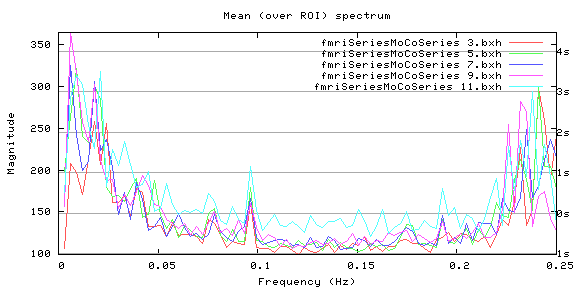 Mean (over ROI) spectrum
fmriSeriesMoCoSeries 3.bxh
fmriSeriesMoCoSeries 5.bxh
fmriSeriesMoCoSeries 7.bxh
fmriSeriesMoCoSeries 9.bxh
fmriSeriesMoCoSeries 11.bxh
350
300
250
200
150
100
4s
3s
2s
1s
0s
1s
Magnitude
0
0.05
0.1
0.15
0.2
0.25
Frequency (Hz)